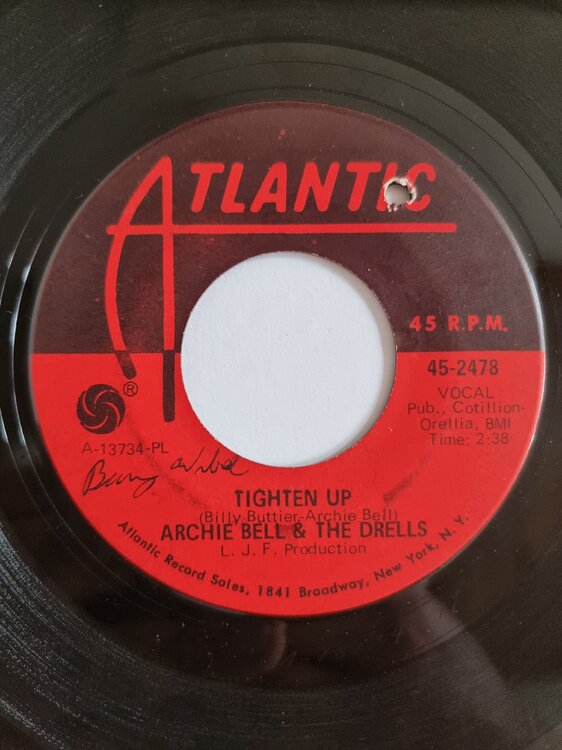 ATLANTIC
45 R.P.M.
45-2478
VOCAL
Pub., Cotillion-
Orellia, BMI
Time: 2:38
®
A-13734-PL
TIGHTEN UP
(Billy Buttier-Archie Bell)
ARCHIE BELL & THE DRELLS
L. J. F. Production
Atlantic Record Sales, 1841 Broadway, New York, N. Y.